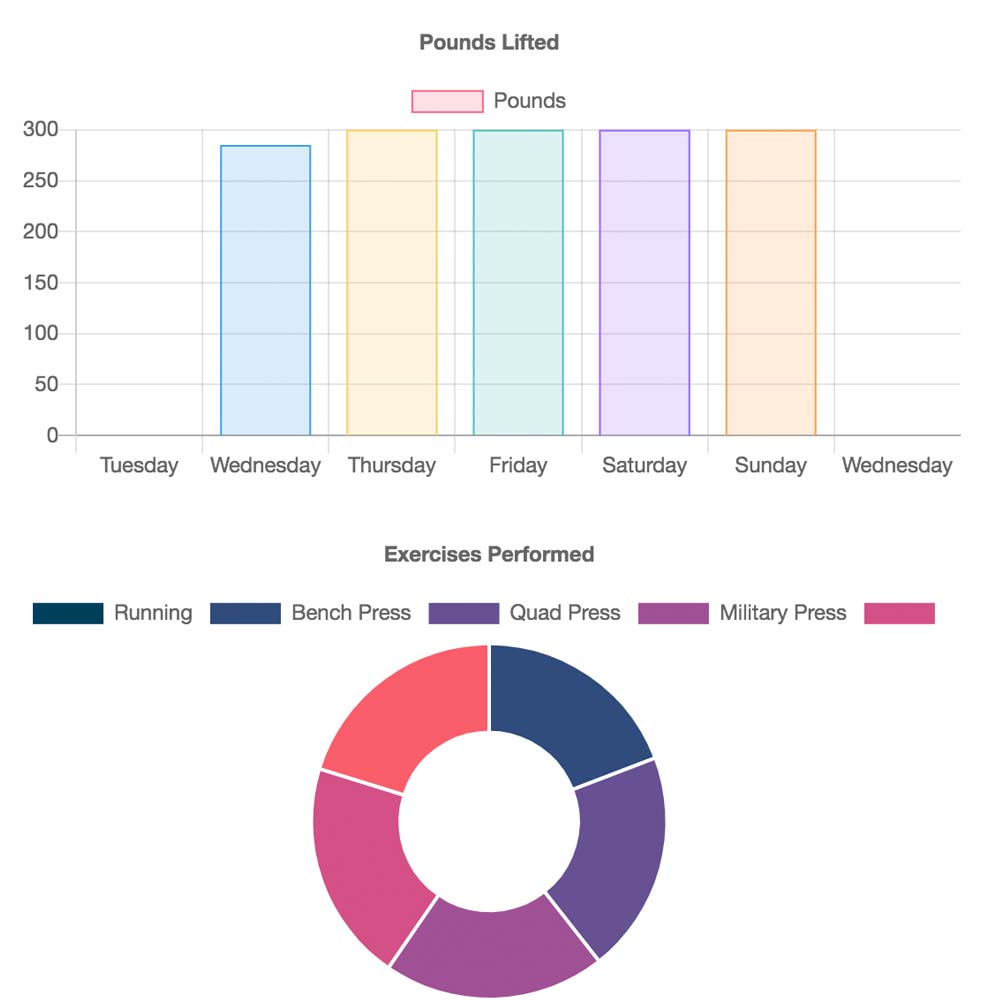 Pounds Lifted
Pounds
300
250
200
150
100
50
0
Tuesday Wednesday Thursday Friday Saturday Sunday Wednesday
Exercises Performed
Running Bench Press Quad Press Military Press